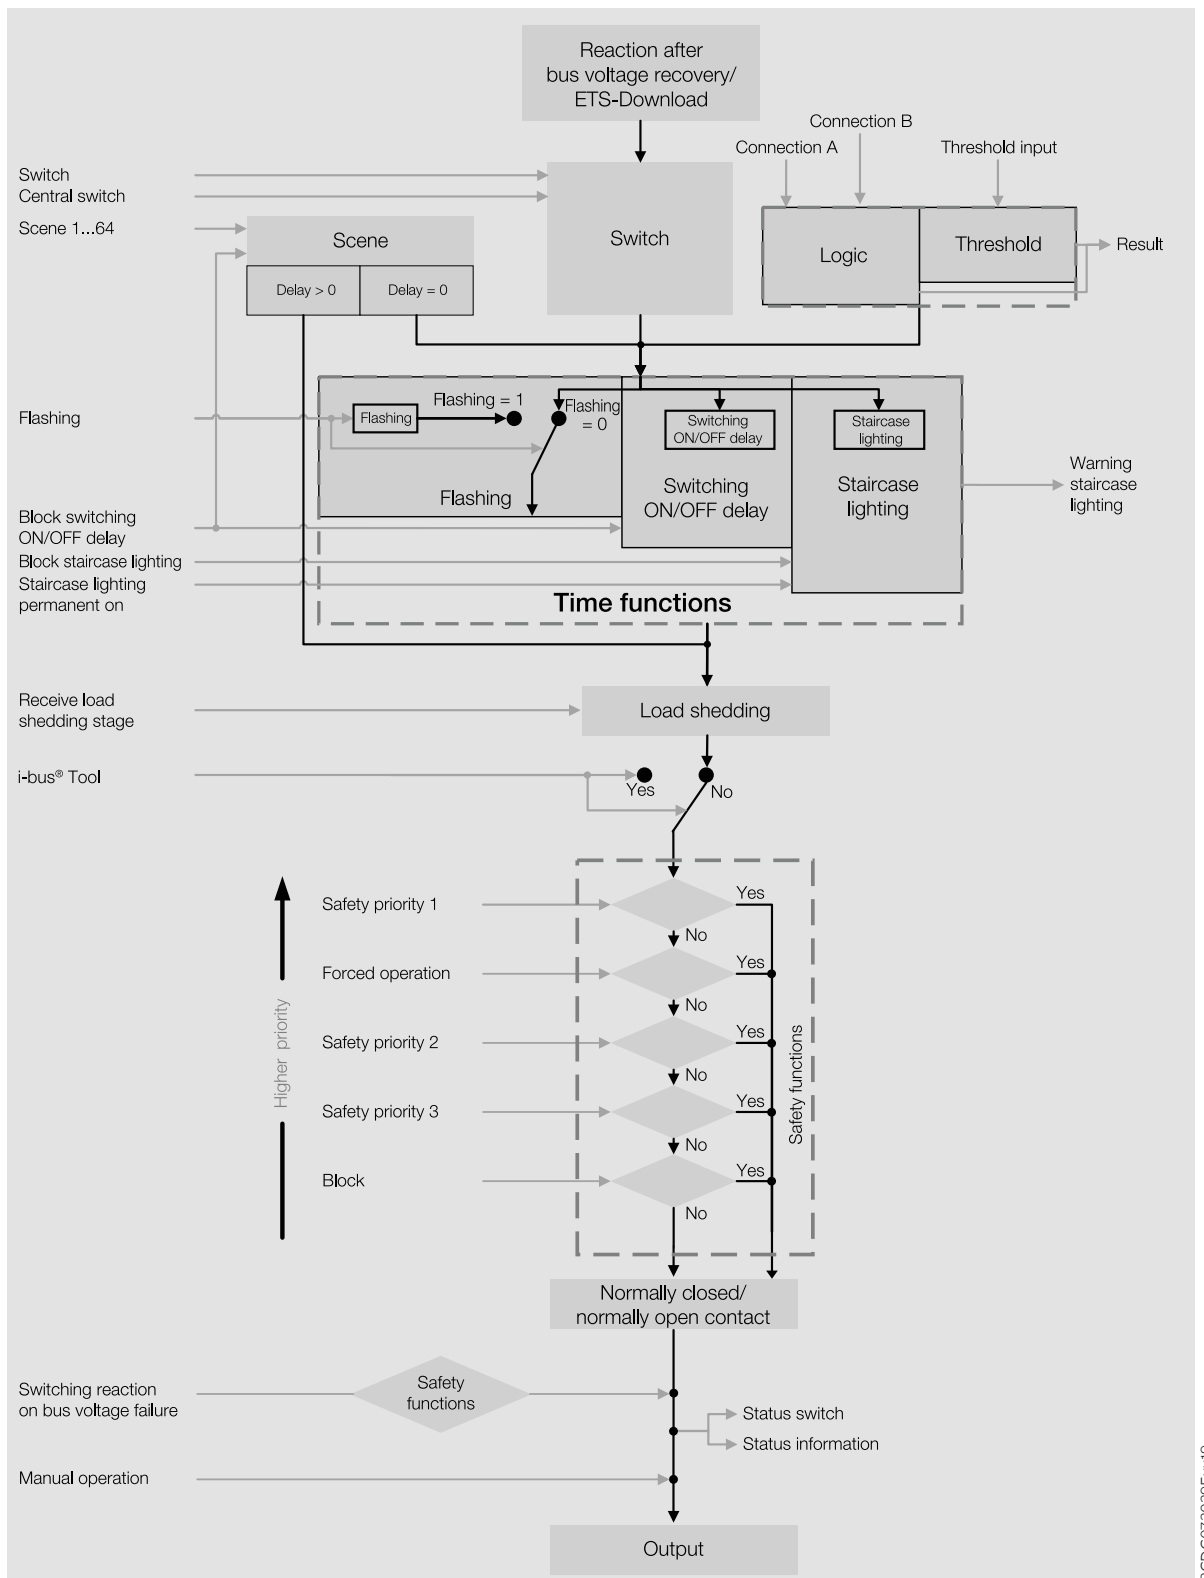 Reaction after
bus voltage recovery/
ETS-Download
Connection B
Connection A
Threshold input
Switch
Central switch
Scene 1...64
Scene
Switch
Logic
Threshold
Result
Delay > 0
Delay = 0
Flashing
Flashing
Flashing = 1
Flashing
= 0
Switching
ON/OFF delay
Staircase
lighting
Flashing
Switching
ON/OFF delay
Staircase
lighting
Warning
staircase
lighting
Block switching
ON/OFF delay
Block staircase lighting
Staircase lighting
permanent on
Time functions
Receive load
shedding stage
Load shedding
i-bus® Tool
Yes
No
Higher priority
Safety priority 1
Yes
No
Forced operation
Yes
No
Safety priority 2
Yes
No
Safety priority 3
Yes
No
Block
Yes
No
Safety functions
Normally closed/
normally open contact
Switching reaction
on bus voltage failure
Safety
functions
Status switch
Status information
Manual operation
Output